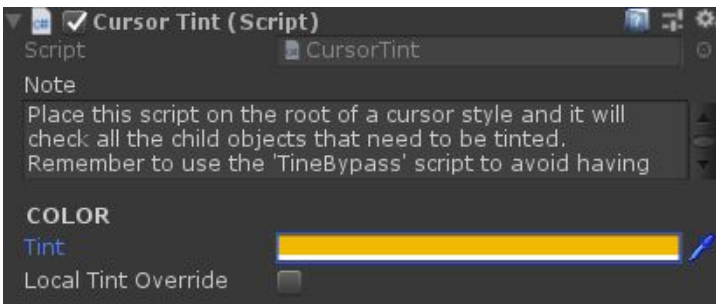 Cursor Tint (Script)
Script CursorTint
Note
Place this script on the root of a cursor style and it will
check all the child objects that need to be tinted.
Remember to use the 'TineBypass' script to avoid having
COLOR
Tint
Local Tint Override